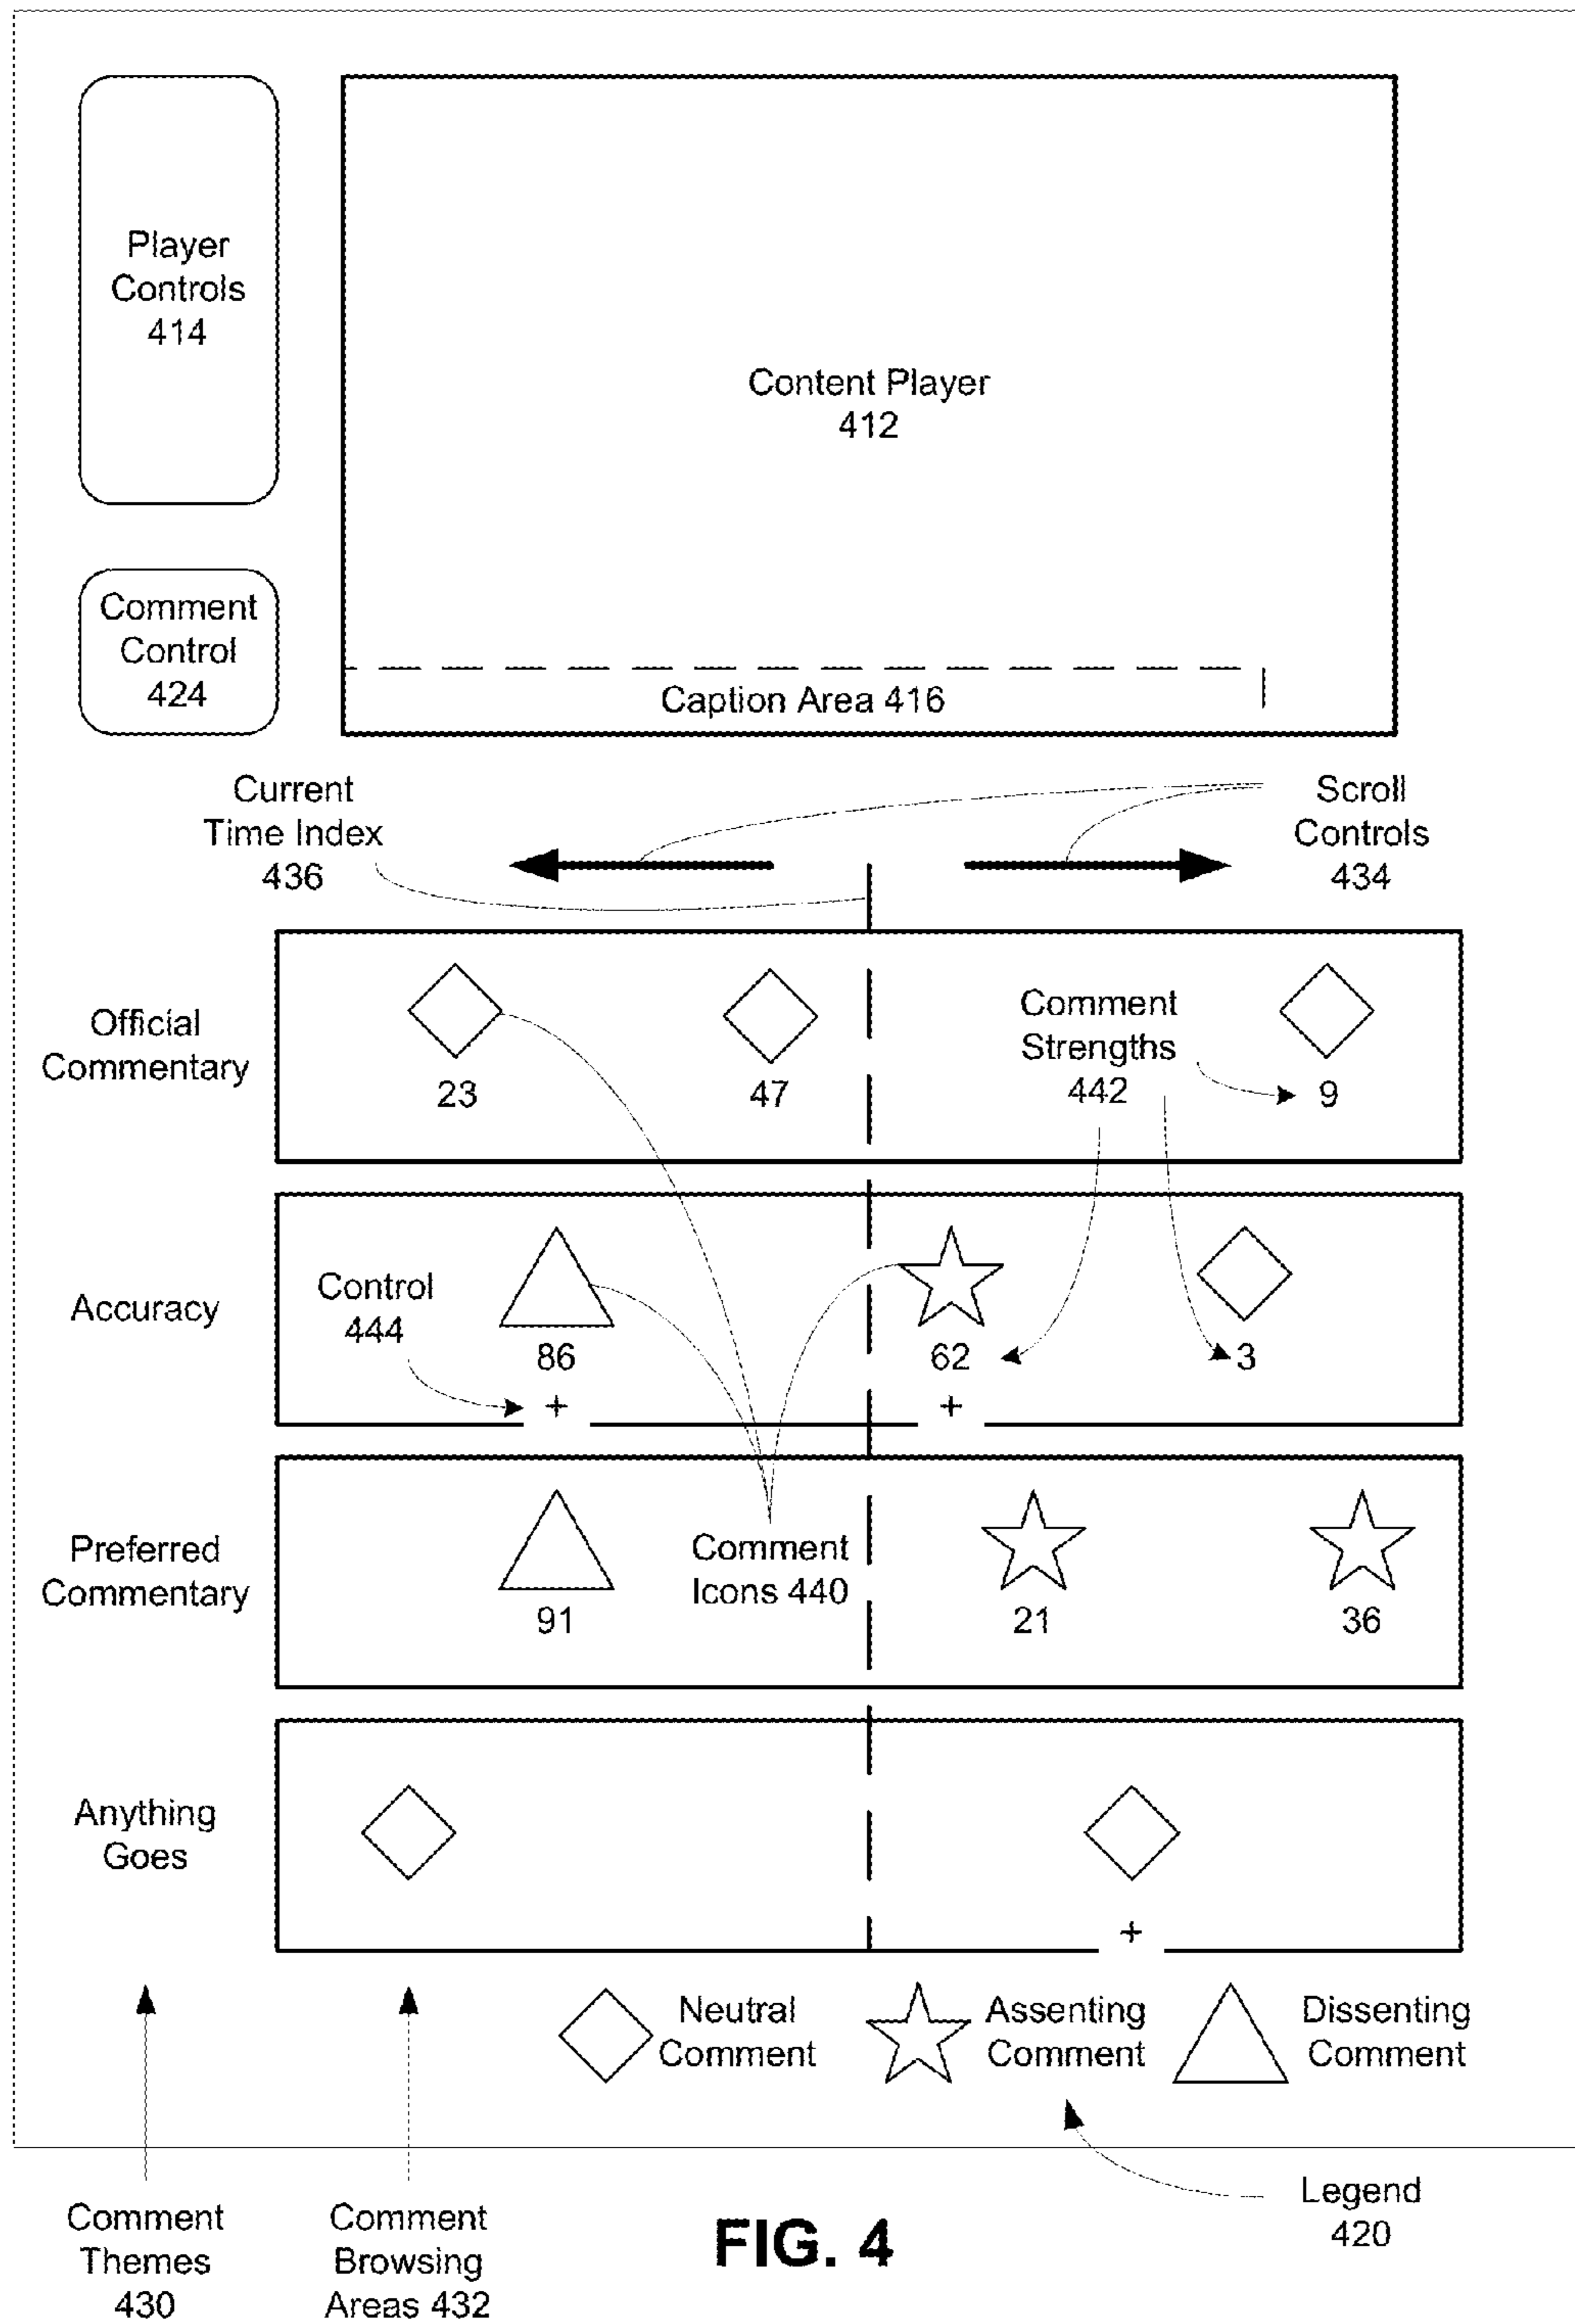 Player
Controls
414
Content Player
412
Comment
Control
424
Caption Area 416
Current
Time Index
436
Scroll
Controls
434
Official
Commentary
23
47
Comment
Strengths
442
9
Accuracy
Control
444
86
+
62
+
3
Preferred
Commentary
91
Comment
Icons 440
21
36
Anything
Goes
+
Neutral
Comment
Assenting
Comment
Dissenting
Comment
Comment
Themes
430
Comment
Browsing
Areas 432
FIG. 4
Legend
420